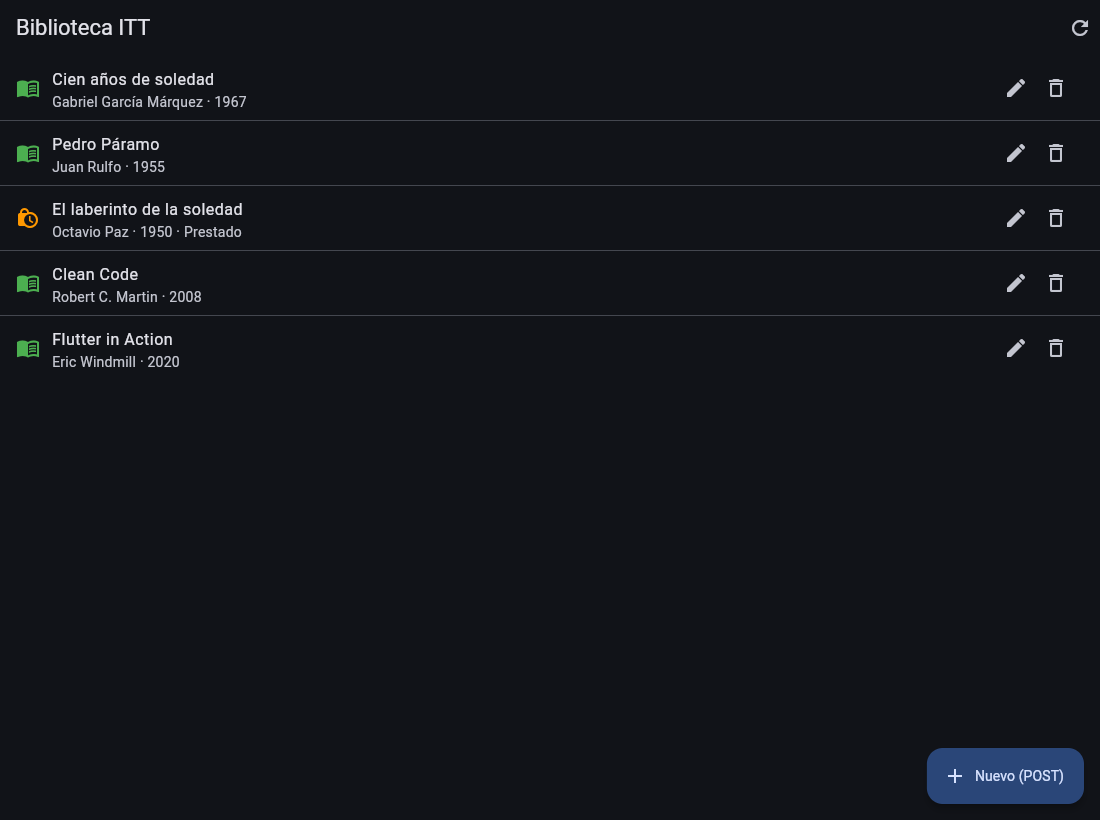 Biblioteca ITT
Cien años de soledad
Gabriel García Márquez · 1967
Pedro Páramo
Juan Rulfo · 1955
El laberinto de la soledad
Octavio Paz · 1950 · Prestado
Clean Code
Robert C. Martin · 2008
Flutter in Action
Eric Windmill · 2020
Nuevo (POST)